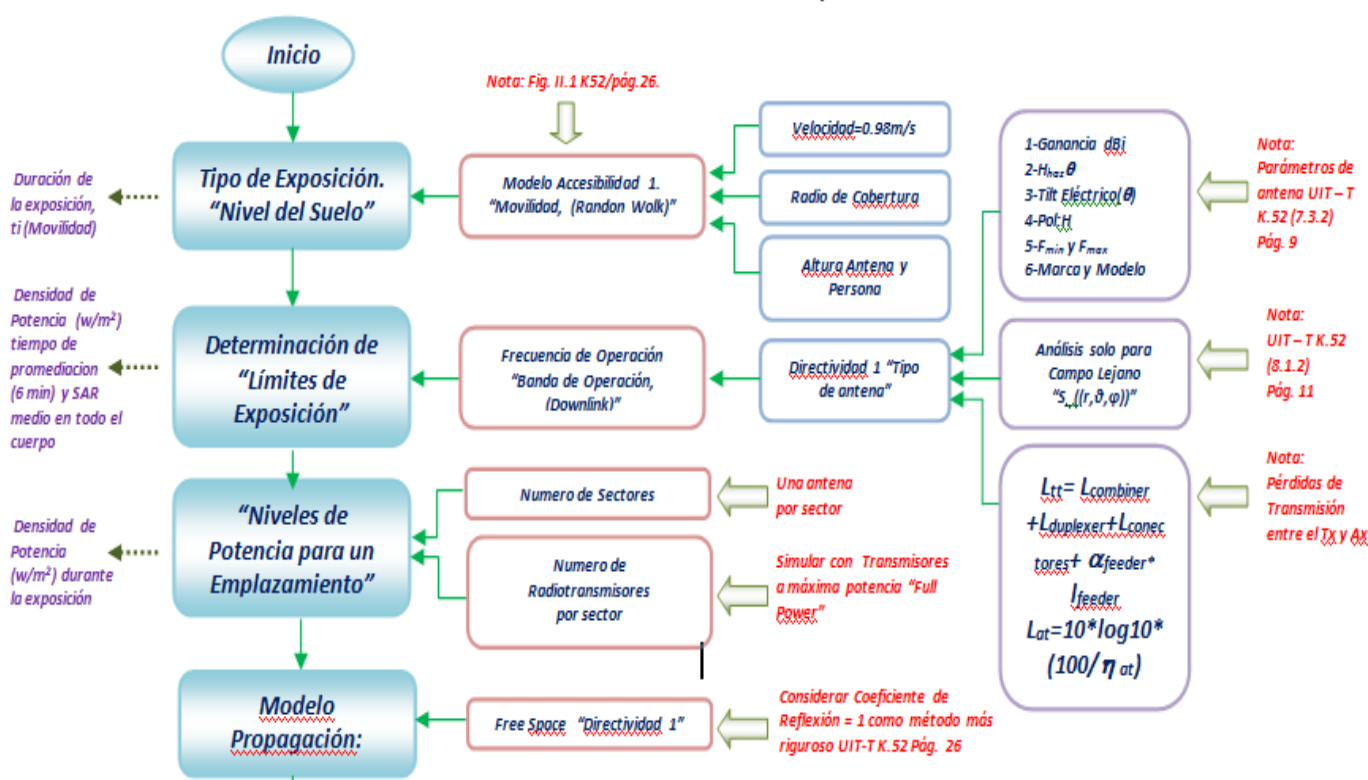 Inicio
Nota: Fig. II.1 K52/pág.26.
Duración de
la exposición,
ti (Movilidad)
Tipo de Exposición.
“Nivel del Suelo”
Modelo Accesibilidad 1.
“Movilidad, (Randon Wolk)”
Velocidad=0.98m/s
Radio de Cobertura
Altura Antena y
Persona
1-Ganancia dBi
2-Hhaz θ
3-Tilt Eléctrico(θ)
4-Pol:H
5-Fmin y Fmax
6-Marca y Modelo
Nota:
Parámetros de
antena UIT – T
K.52 (7.3.2)
Pág. 9
Densidad de
Potencia (w/m²)
tiempo de
promediacion
(6 min) y SAR
medio en todo el
cuerpo
Determinación de
“Límites de
Exposición”
Frecuencia de Operación
“Banda de Operación,
(Downlink)”
Directividad 1 “Tipo
de antena”
Análisis solo para
Campo Lejano
“S ((r,ϑ,φ))”
Nota:
UIT – T K.52
(8.1.2)
Pág. 11
Densidad de
Potencia
(w/m²) durante
la exposición
“Niveles de
Potencia para un
Emplazamiento”
Numero de Sectores
Una antena
por sector
Numero de
Radiotransmisores
por sector
Simular con Transmisores
a máxima potencia “Full
Power”
Ltt= Lcombiner
+Lduplexer+Lconec
tores+ αfeeder*
lfeeder
Lat=10*log10*
(100/ η at)
Nota:
Pérdidas de
Transmisión
entre el Tx y Ax
Modelo
Propagación:
Free Space “Directividad 1”
Considerar Coeficiente de
Reflexión = 1 como método más
riguroso UIT-T K.52 Pág. 26